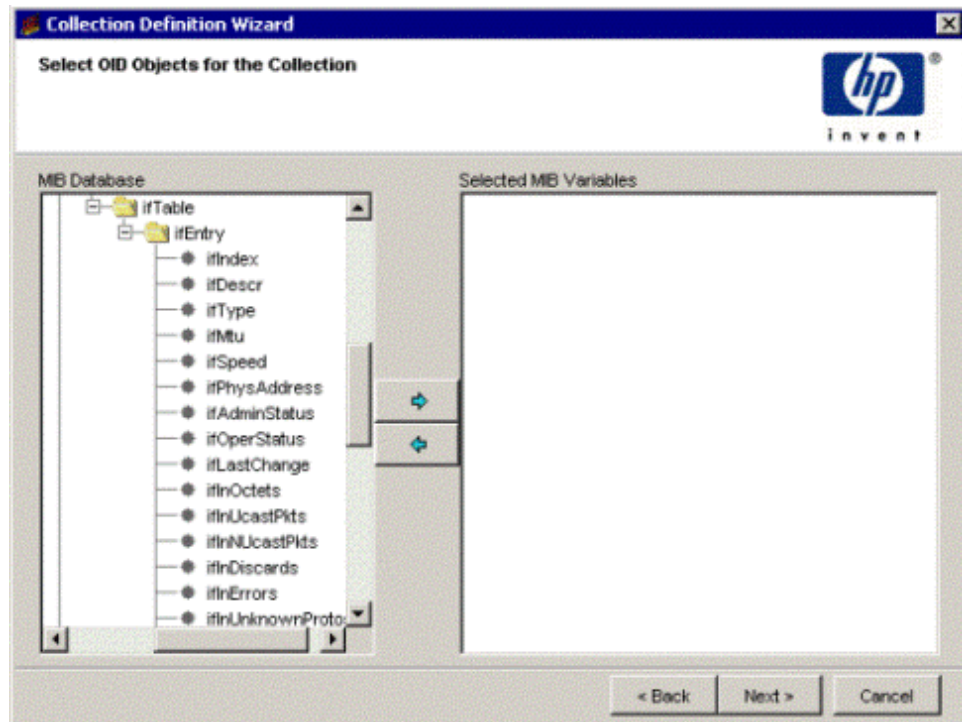 Collection Definition Wizard
Select OID Objects for the Collection
hp
®
invent
MIB Database
Selected MIB Variables
ifTable
ifEntry
ifIndex
ifDescr
ifType
ifMtu
ifSpeed
ifPhysAddress
ifAdminStatus
ifOperStatus
ifLastChange
ifInOctets
ifInUcastPkts
ifInNUcastPkts
ifInDiscards
ifInErrors
ifInUnknownProto
< Back
Next >
Cancel